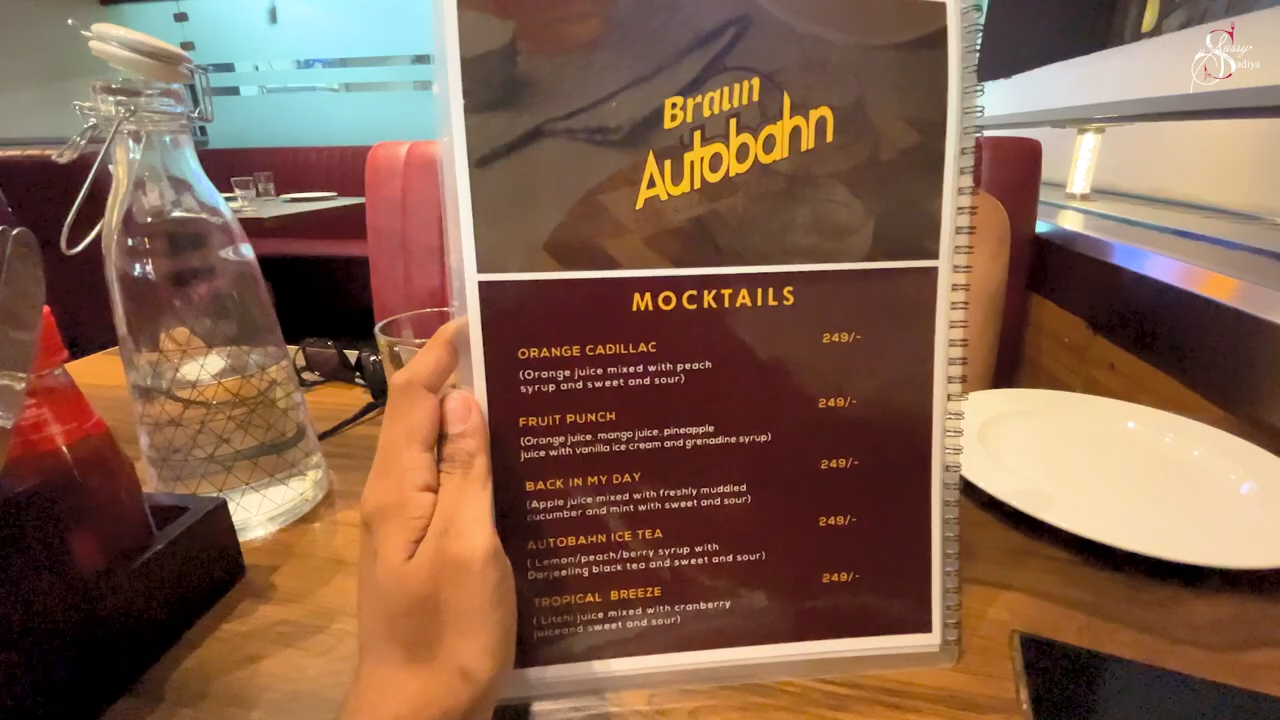 Sassy
Sadiya
Braun
Autobahn
MOCKTAILS
ORANGE CADILLAC 249/-
(Orange juice mixed with peach
syrup and sweet and sour)
FRUIT PUNCH 249/-
(Orange juice, mango juice, pineapple
juice with vanilla ice cream and grenadine syrup)
BACK IN MY DAY 249/-
(Apple juice mixed with freshly muddled
cucumber and mint with sweet and sour)
AUTOBAHN ICE TEA 249/-
( Lemon/peach/berry syrup with
Darjeeling black tea and sweet and sour)
TROPICAL BREEZE 249/-
( Litchi juice mixed with cranberry
juiceand sweet and sour)